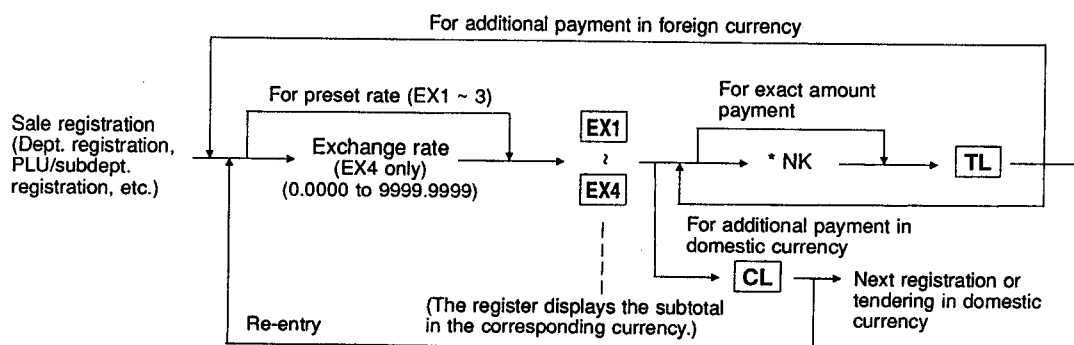 For additional payment in foreign currency
For preset rate (EX1 ~ 3)
For exact amount
payment
Sale registration
(Dept. registration,
PLU/subdept.
registration, etc.)
Exchange rate
(EX4 only)
(0.0000 to 9999.9999)
EX1
~
EX4
* NK
TL
For additional payment in
domestic currency
CL
Next registration or
tendering in domestic
currency
(The register displays the subtotal
in the corresponding currency.)
Re-entry